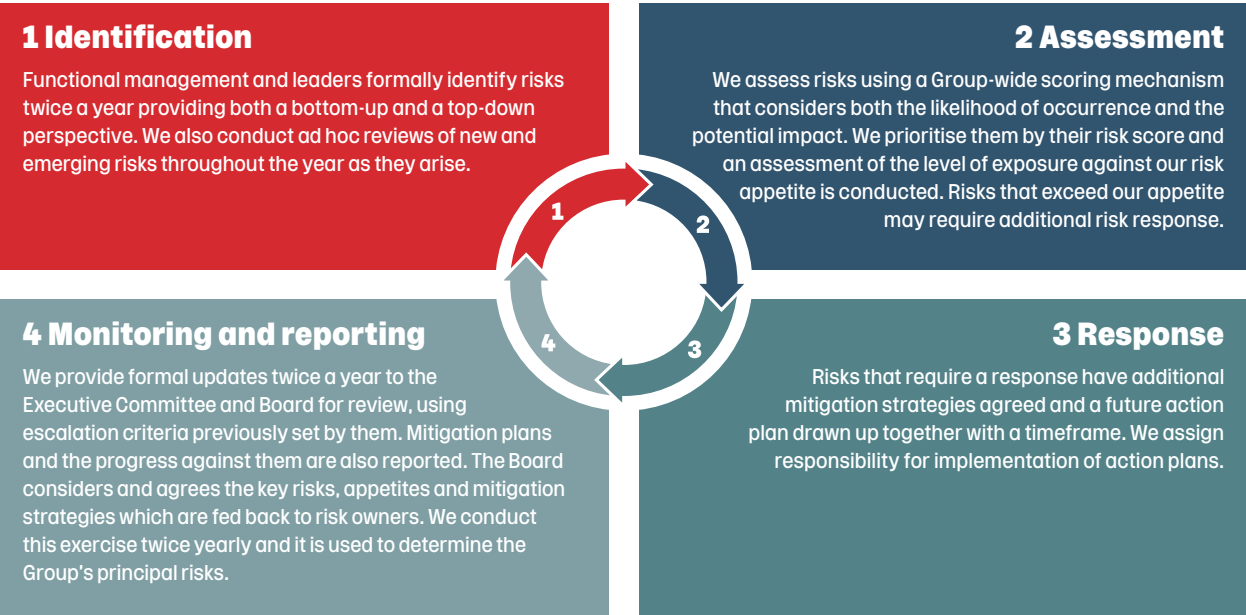 1 Identification
Functional management and leaders formally identify risks
twice a year providing both a bottom-up and a top-down
perspective. We also conduct ad hoc reviews of new and
emerging risks throughout the year as they arise.
2 Assessment
We assess risks using a Group-wide scoring mechanism
that considers both the likelihood of occurrence and the
potential impact. We prioritise them by their risk score and
an assessment of the level of exposure against our risk
appetite is conducted. Risks that exceed our appetite
may require additional risk response.
1
2
3
4
4 Monitoring and reporting
We provide formal updates twice a year to the
Executive Committee and Board for review, using
escalation criteria previously set by them. Mitigation plans
and the progress against them are also reported. The Board
considers and agrees the key risks, appetites and mitigation
strategies which are fed back to risk owners. We conduct
this exercise twice yearly and it is used to determine the
Group's principal risks.
3 Response
Risks that require a response have additional
mitigation strategies agreed and a future action
plan drawn up together with a timeframe. We assign
responsibility for implementation of action plans.